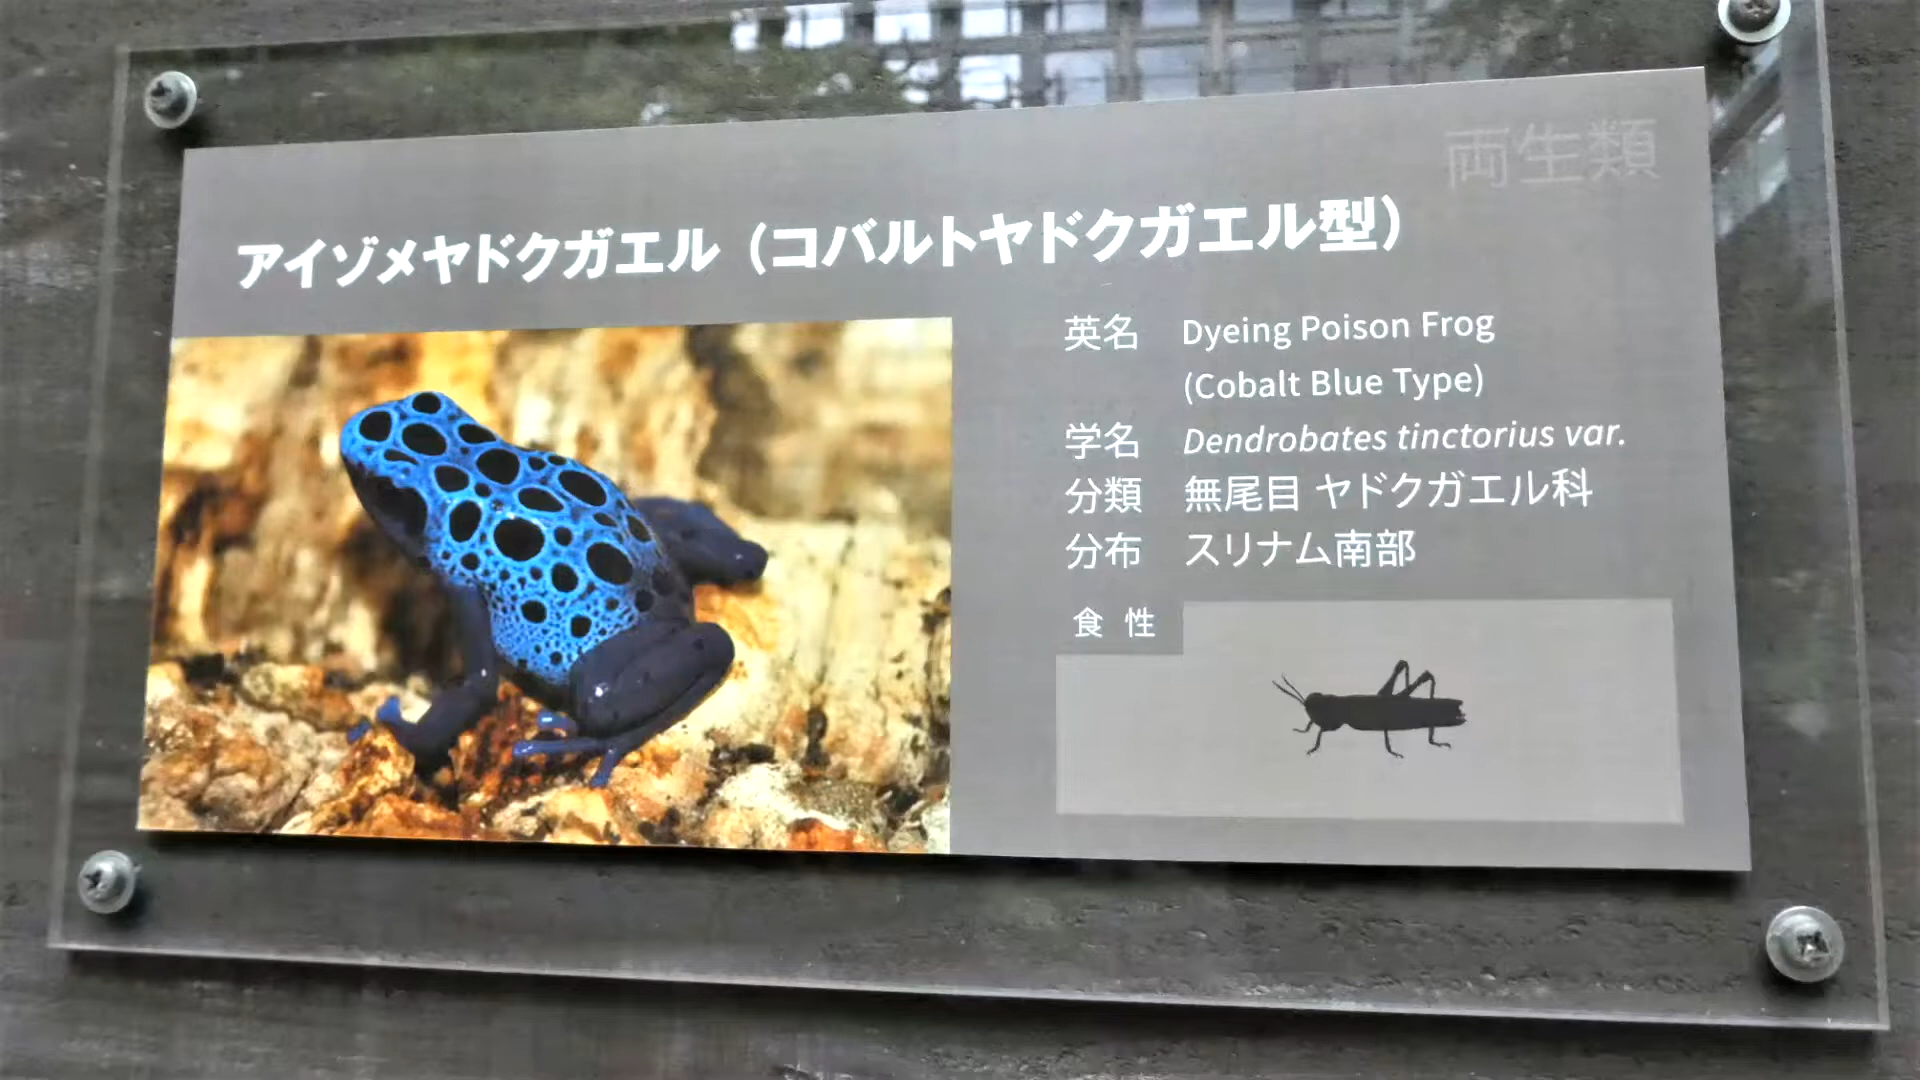 両生類
アイゾメヤドクガエル（コバルトヤドクガエル型）
英名 Dyeing Poison Frog
(Cobalt Blue Type)
学名 Dendrobates tinctorius var.
分類 無尾目 ヤドクガエル科
分布 スリナム南部
食性